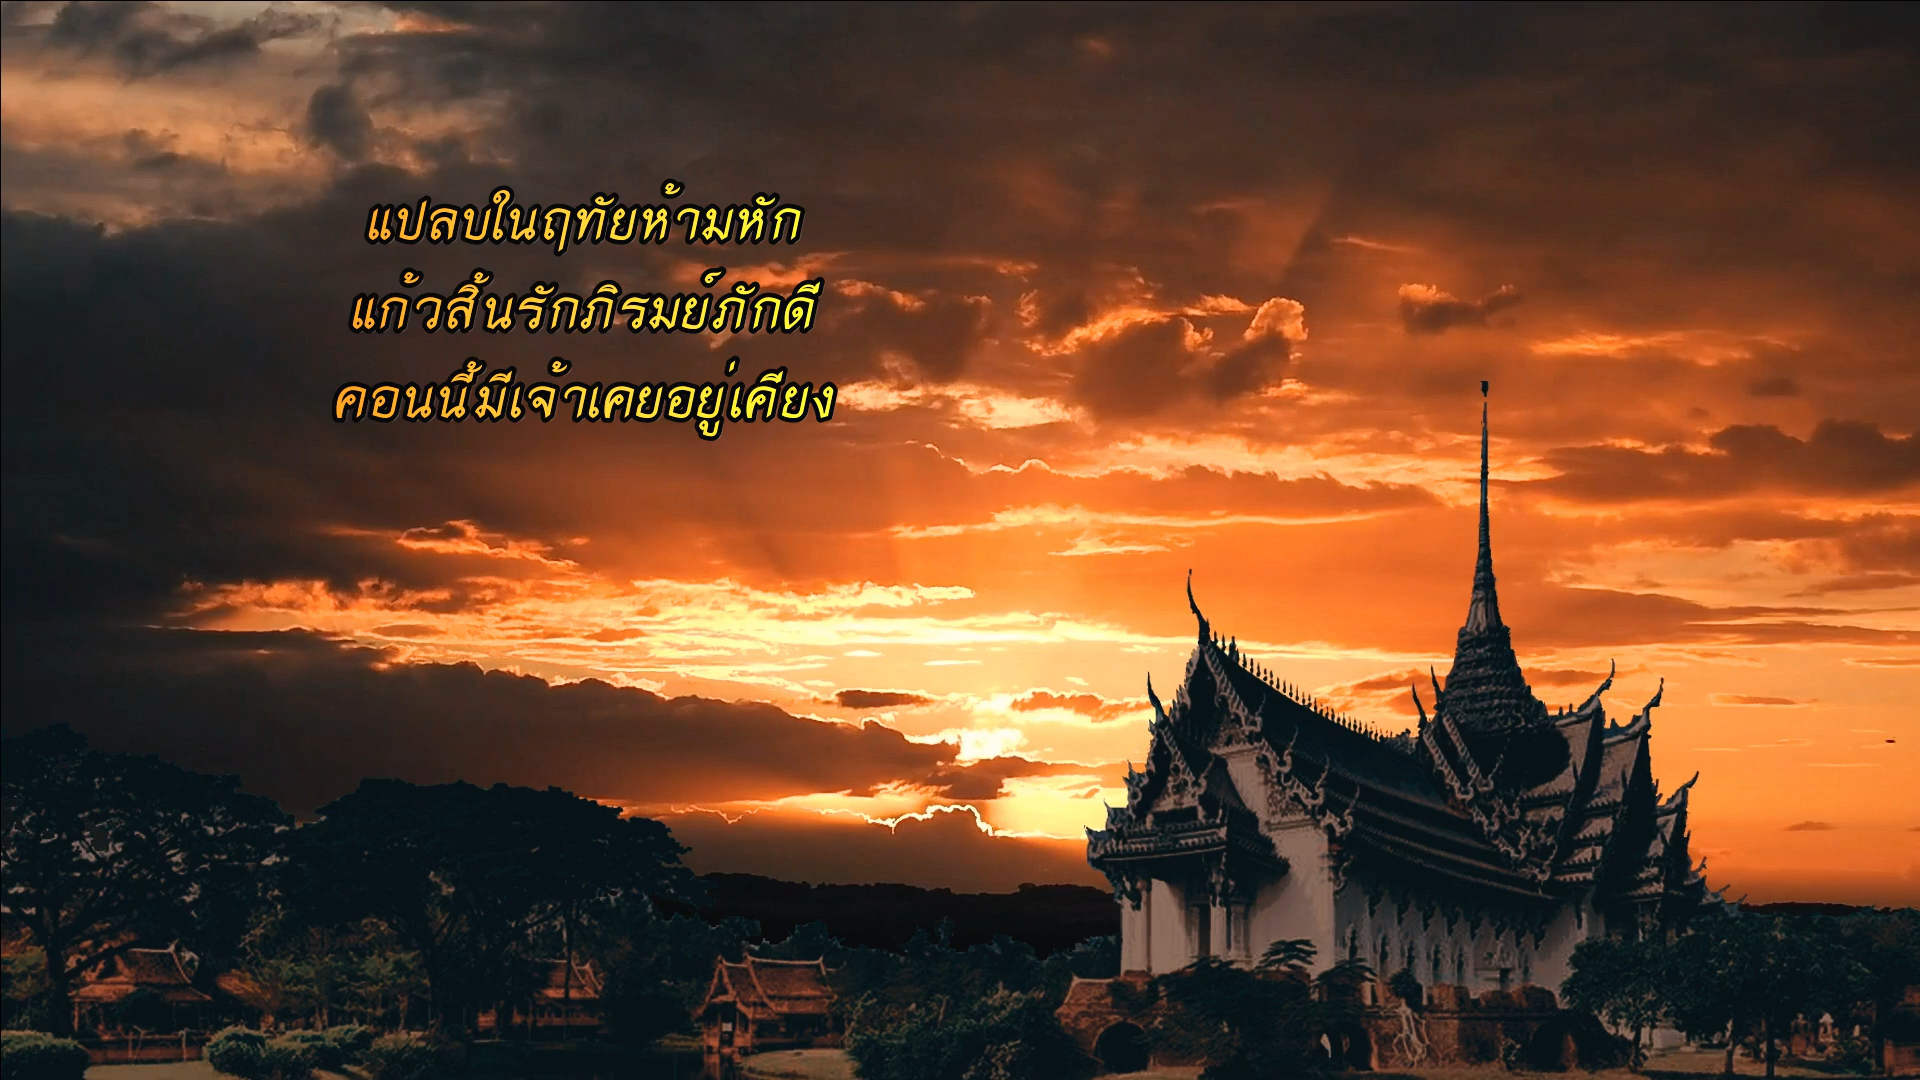 แปลบในฤทัยห้ามหัก
แก้วสิ้นรักภิรมย์ภักดี
คอนนี้มีเจ้าเคยอยู่เคียง